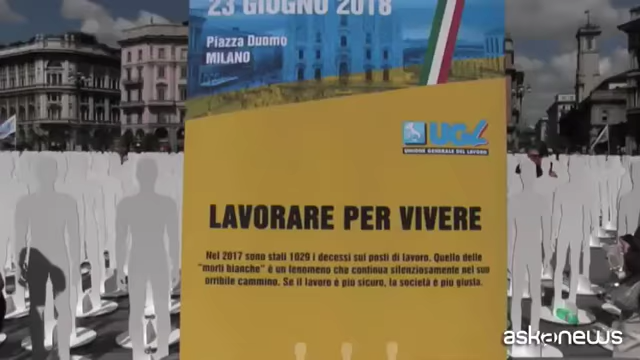 23 GIUGNO 2018
Piazza Duomo
MILANO
UGL
UNIONE GENERALE DEL LAVORO
LAVORARE PER VIVERE
Nel 2017 sono stati 1029 i decessi sui posti di lavoro. Quello delle
"morti bianche" è un fenomeno che continua silenziosamente nel suo
orribile cammino. Se il lavoro è più sicuro, la società è più giusta.
askanews